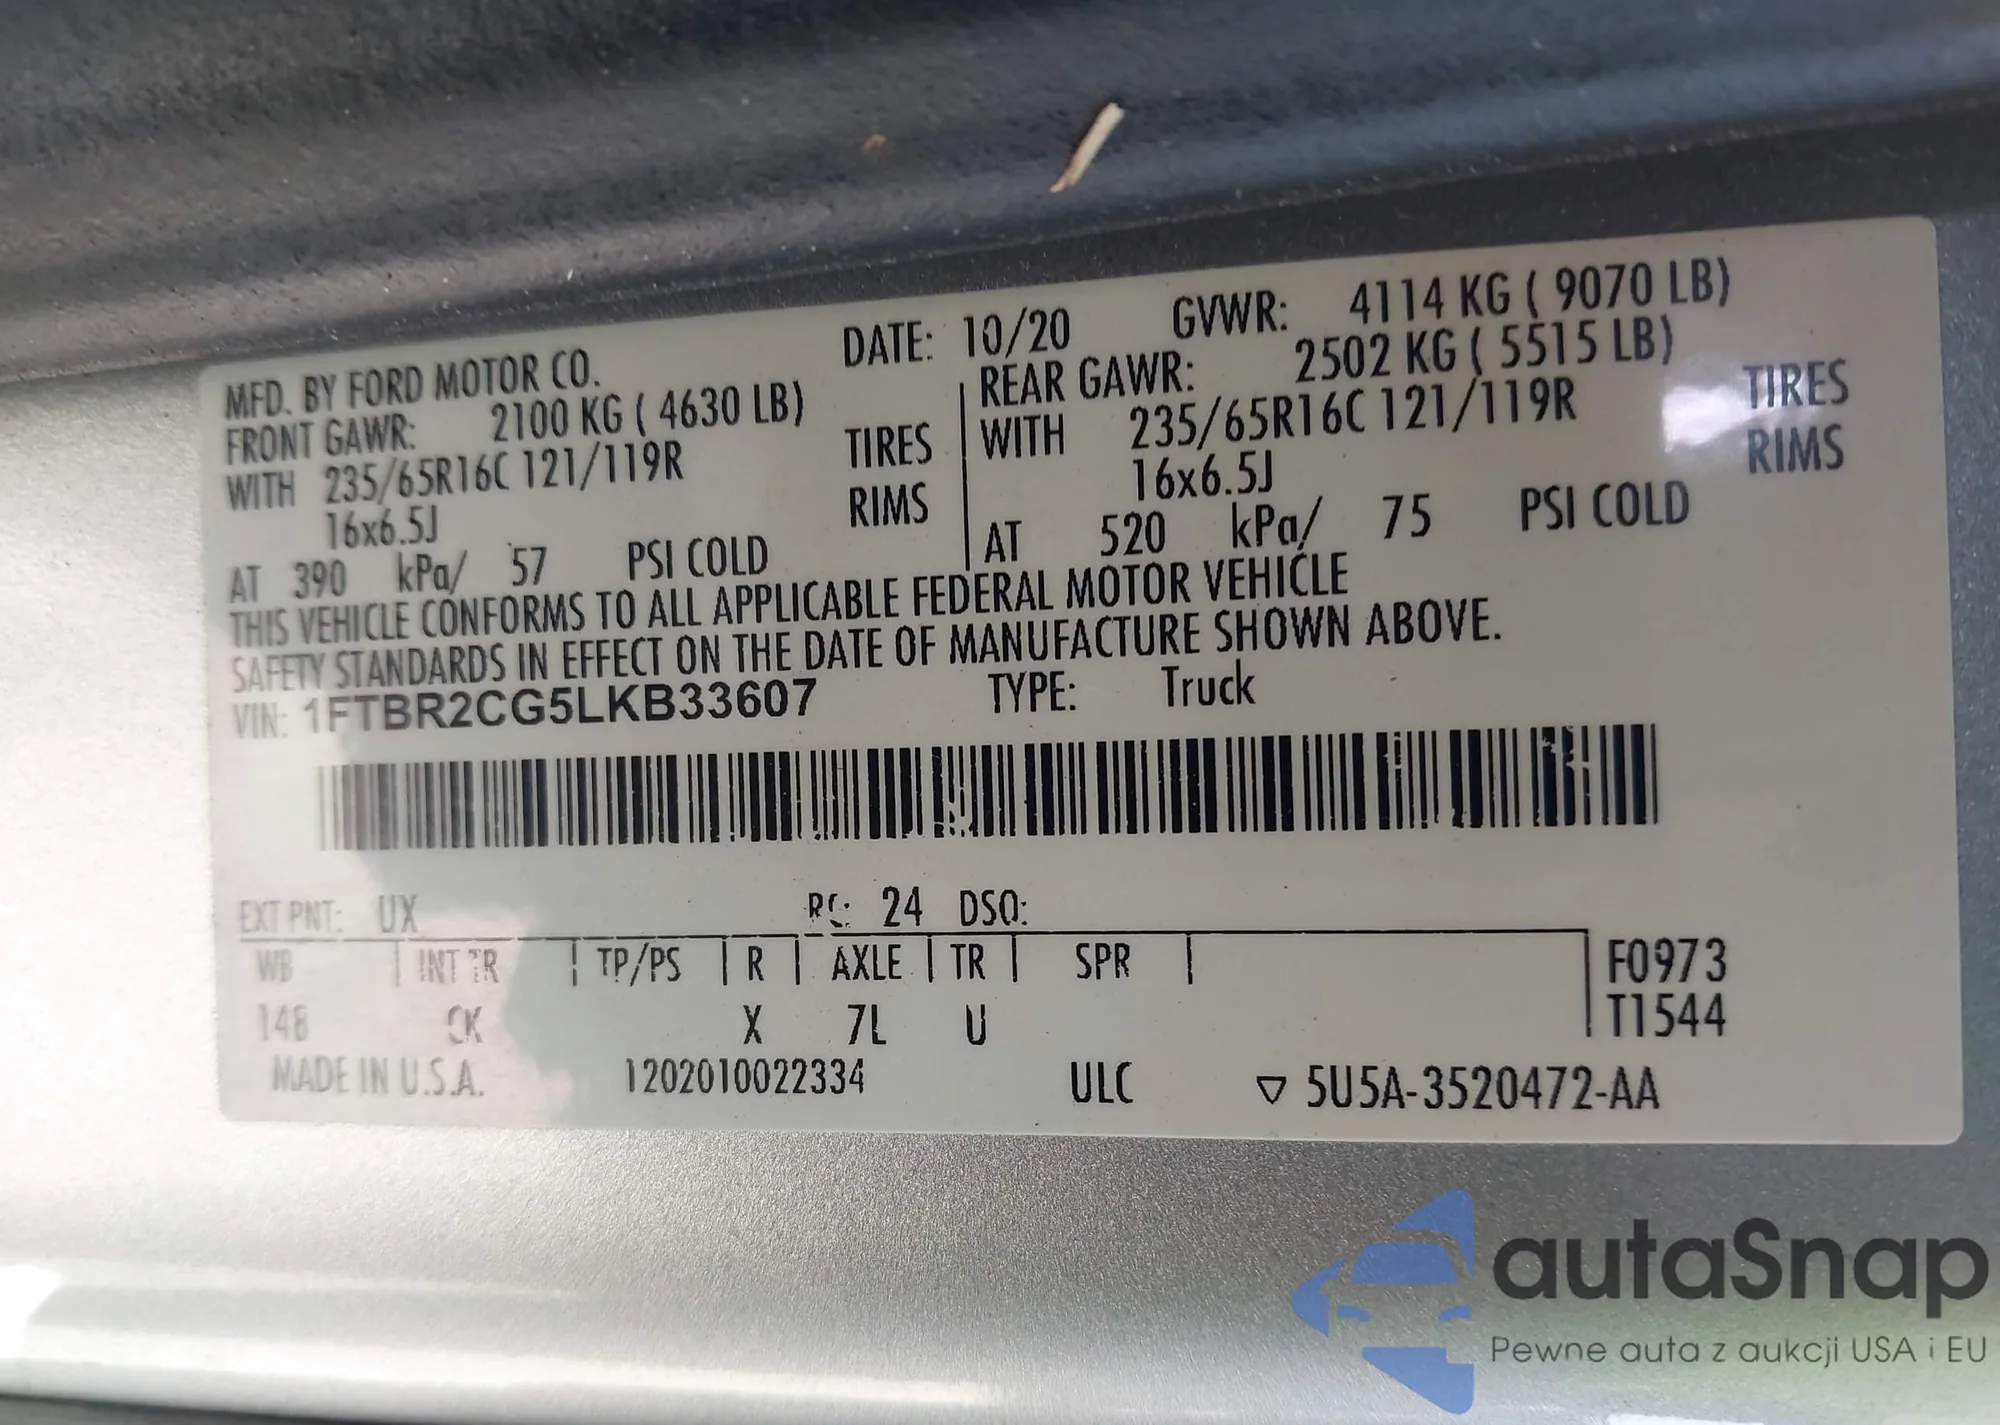 MFD. BY FORD MOTOR CO. DATE: 10/20 GVWR: 4114 KG ( 9070 LB)
FRONT GAWR: 2100 KG ( 4630 LB) REAR GAWR: 2502 KG ( 5515 LB)
WITH 235/65R16C 121/119R TIRES WITH 235/65R16C 121/119R TIRES
16x6.5J RIMS 16x6.5J RIMS
AT 390 kPa/ 57 PSI COLD AT 520 kPa/ 75 PSI COLD
THIS VEHICLE CONFORMS TO ALL APPLICABLE FEDERAL MOTOR VEHICLE
SAFETY STANDARDS IN EFFECT ON THE DATE OF MANUFACTURE SHOWN ABOVE.
VIN: 1FTBR2CG5LKB33607 TYPE: Truck
EXT PNT: UX RC: 24 DSO:
WB INT TR TP/PS R AXLE TR SPR F0973
148 CK X 7L U T1544
MADE IN U.S.A. 1202010022334 ULC ▽ 5U5A-3520472-AA
autaSnap
Pewne auta z aukcji USA i EU